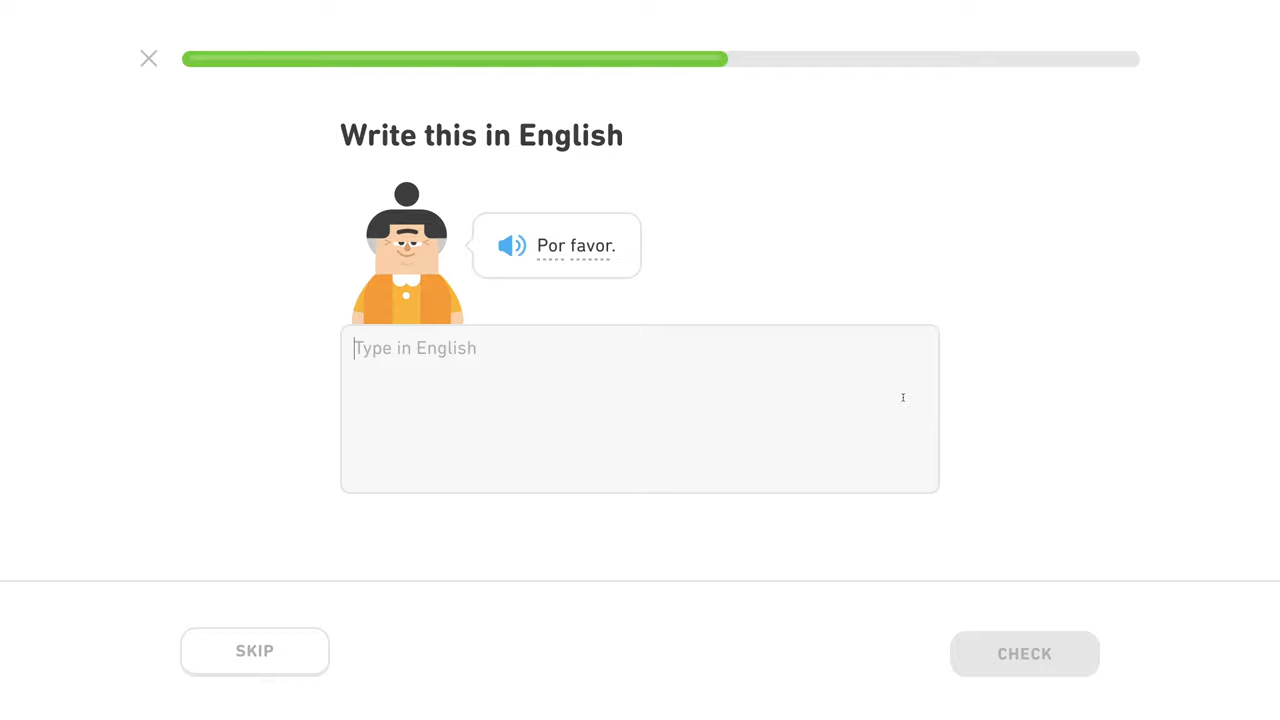 Write this in English
Por favor.
Type in English
SKIP
CHECK